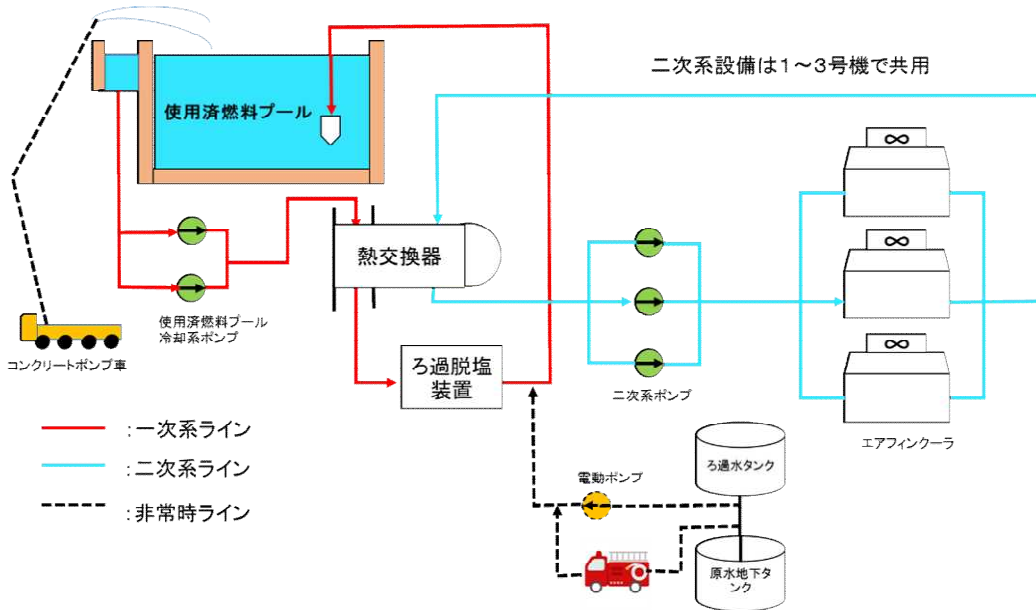 二次系設備は1～3号機で共用
使用済燃料プール
熱交換器
使用済燃料プール
冷却系ポンプ
コンクリートポンプ車
ろ過脱塩
装置
二次系ポンプ
エアフィンクーラ
:一次系ライン
:二次系ライン
:非常時ライン
電動ポンプ
ろ過水タンク
原水地下タ
ンク